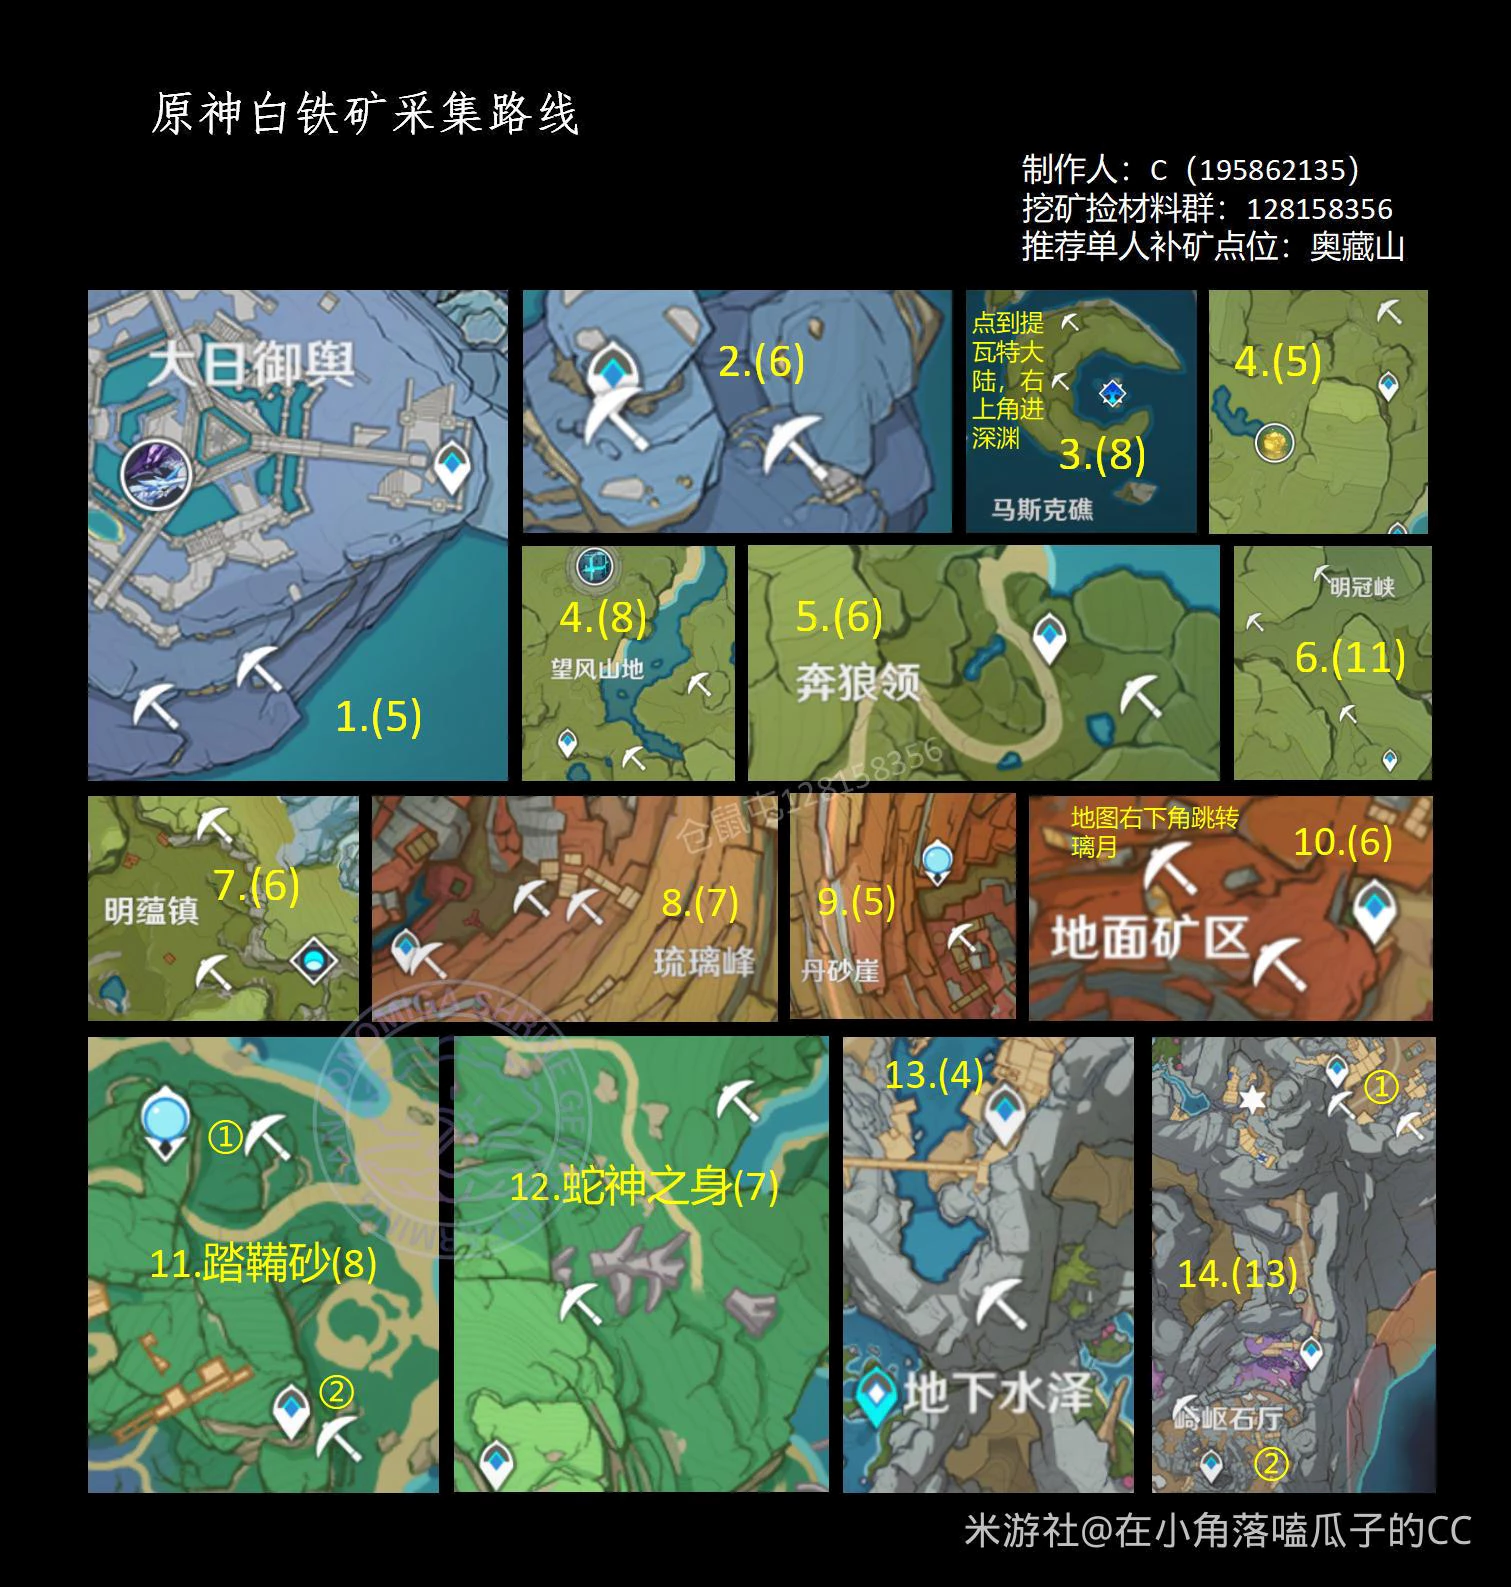 原神白铁矿采集路线
制作人：C（195862135）
挖矿捡材料群：128158356
推荐单人补矿点位：奥藏山
大日御舆
1.(5)
2.(6)
点到提
瓦特大
陆，右
上角进
深渊
3.(8)
马斯克礁
4.(5)
4.(8)
望风山地
5.(6)
奔狼领
明冠峡
6.(11)
7.(6)
明蕴镇
8.(7)
琉璃峰
9.(5)
丹砂崖
地图右下角跳转
璃月
10.(6)
地面矿区
仓鼠屯128158356
①
11.踏鞴砂(8)
②
12.蛇神之身(7)
13.(4)
地下水泽
①
14.(13)
崎岖石厅
②
米游社@在小角落嗑瓜子的CC